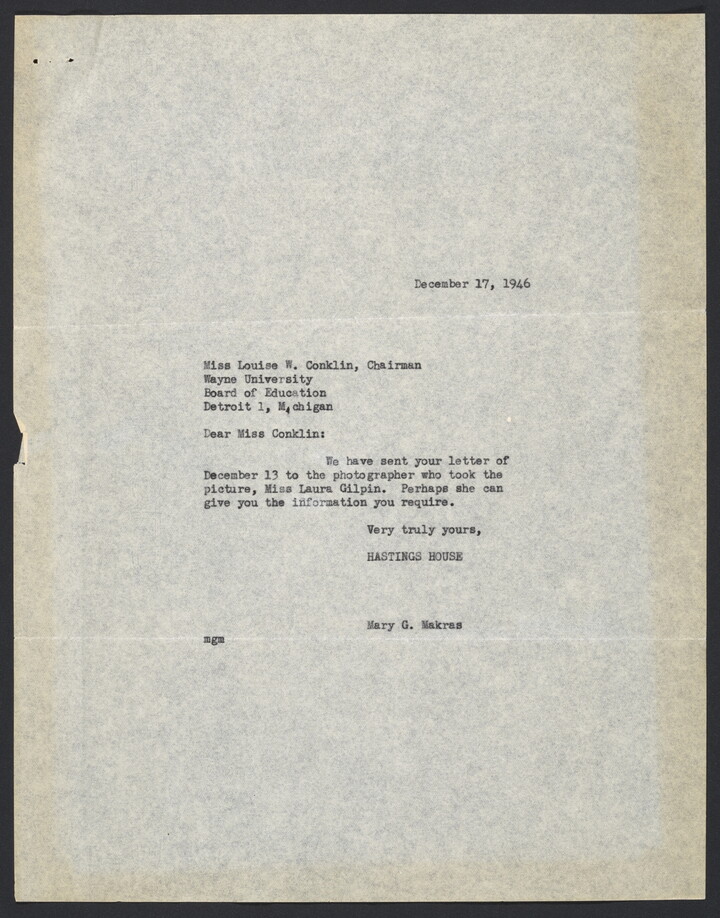 December 17, 1946
Miss Louise W. Conklin, Chairman
Wayne University
Board of Education
Detroit 1, Michigan
Dear Miss Conklin:
We have sent your letter of
December 13 to the photographer who took the
picture, Miss Laura Gilpin. Perhaps she can
give you the information you require.
Very truly yours,
HASTINGS HOUSE
Mary G. Makras
mgm